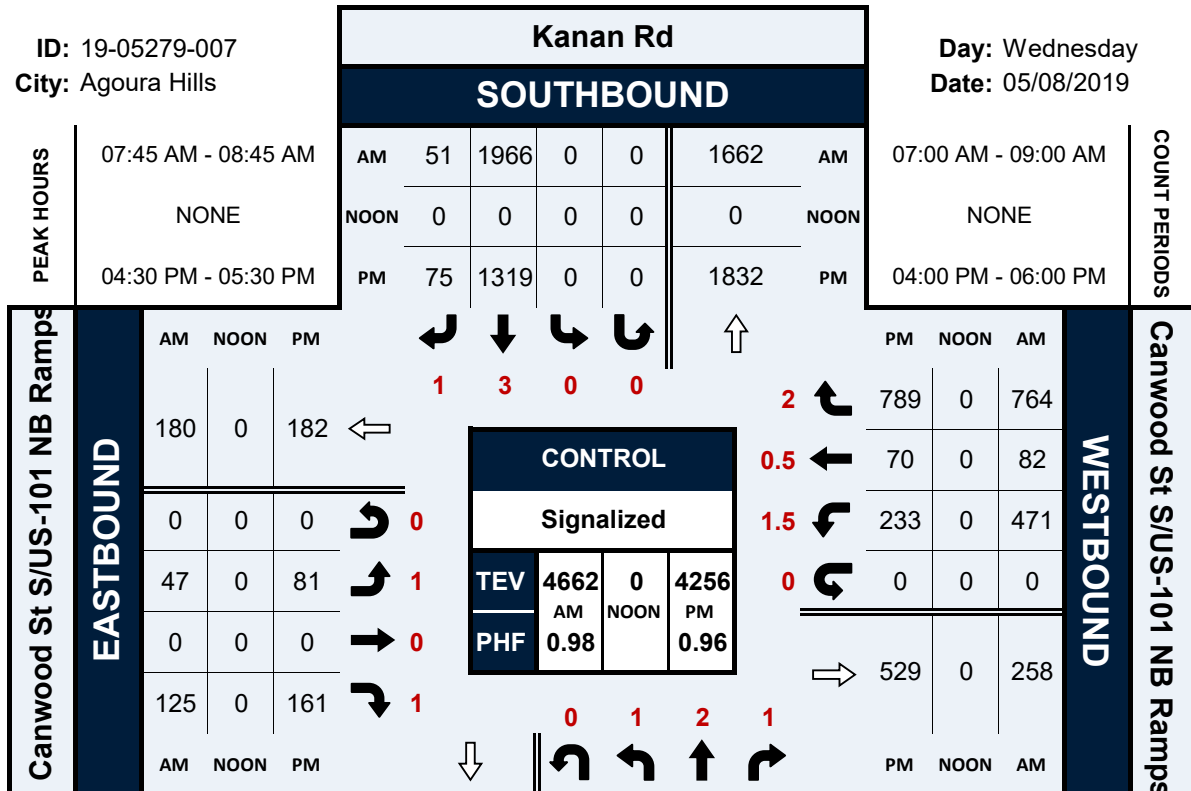 Kanan Rd
ID: 19-05279-007
City: Agoura Hills
Day: Wednesday
Date: 05/08/2019
SOUTHBOUND
PEAK HOURS
07:45 AM - 08:45 AM
NONE
04:30 PM - 05:30 PM
AM 51 1966 0 0 1662 AM
NOON 0 0 0 0 0 NOON
PM 75 1319 0 0 1832 PM
07:00 AM - 09:00 AM
NONE
04:00 PM - 06:00 PM
COUNT PERIODS
1 3 0 0
Canwood St S/US-101 NB Ramps
EASTBOUND
AM NOON PM
180 0 182
0 0 0 0
47 0 81 1
0 0 0 0
125 0 161 1
AM NOON PM
CONTROL
Signalized
TEV 4662 0 4256
AM NOON PM
PHF 0.98 0.96
PM NOON AM
2 789 0 764
0.5 70 0 82
1.5 233 0 471
0 0 0 0
529 0 258
PM NOON AM
WESTBOUND
Canwood St S/US-101 NB Ramps
0 1 2 1